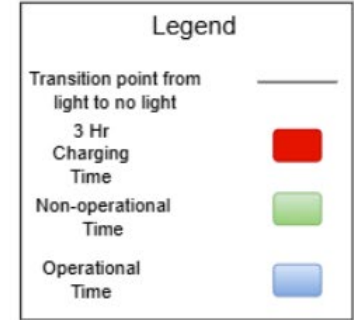 Legend
Transition point from
light to no light
3 Hr
Charging
Time
Non-operational
Time
Operational
Time